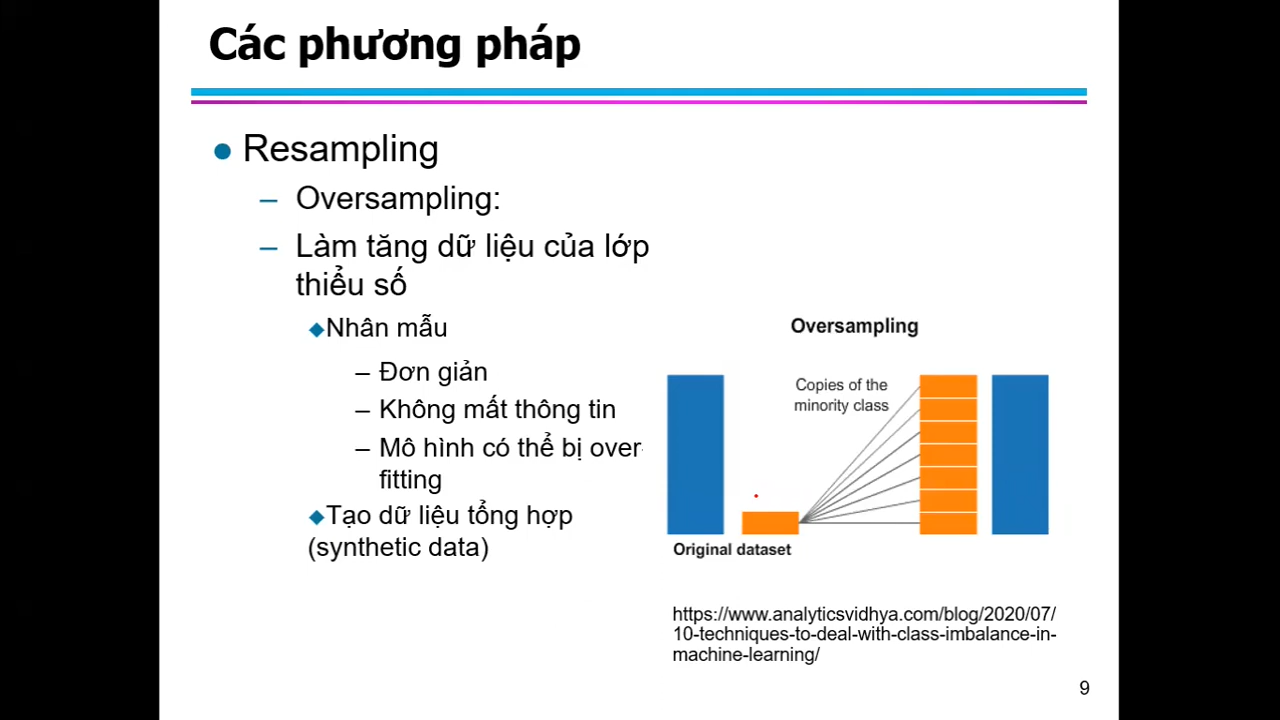 Các phương pháp
● Resampling
– Oversampling:
– Làm tăng dữ liệu của lớp
thiểu số
◆Nhân mẫu
– Đơn giản
– Không mất thông tin
– Mô hình có thể bị over-
fitting
◆Tạo dữ liệu tổng hợp
(synthetic data)
Oversampling
Copies of the
minority class
Original dataset
https://www.analyticsvidhya.com/blog/2020/07/
10-techniques-to-deal-with-class-imbalance-in-
machine-learning/
9